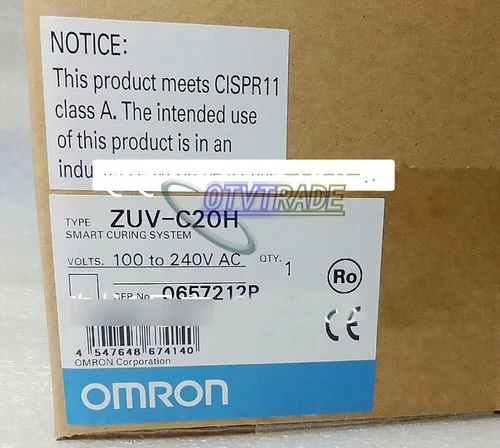 NOTICE:
This product meets CISPR11
class A. The intended use
of this product is in an
OTVTRADE
TYPE ZUV-C20H
SMART CURING SYSTEM
VOLTS. 100 to 240V AC QTY. 1
No. 0657212P
Ro
CE
4 547648 674140
OMRON Corporation
OMRON